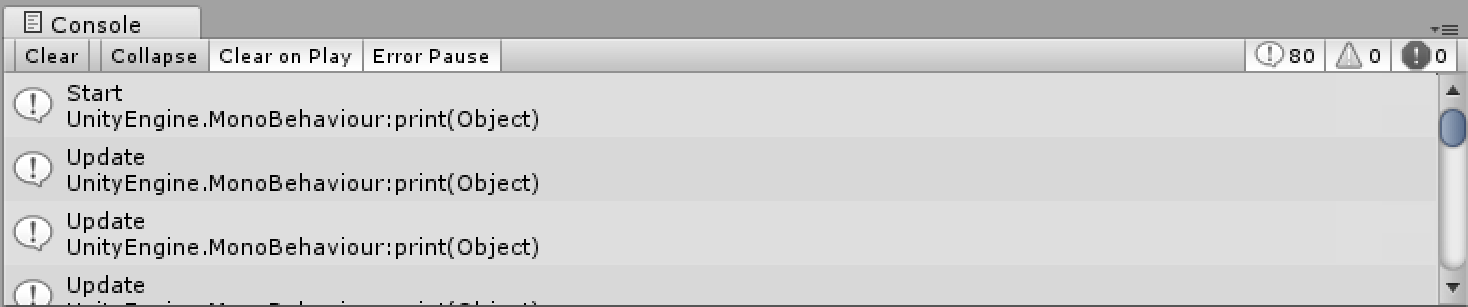 Console
Clear Collapse Clear on Play Error Pause 80 0 0
Start
UnityEngine.MonoBehaviour:print(Object)
Update
UnityEngine.MonoBehaviour:print(Object)
Update
UnityEngine.MonoBehaviour:print(Object)
Update